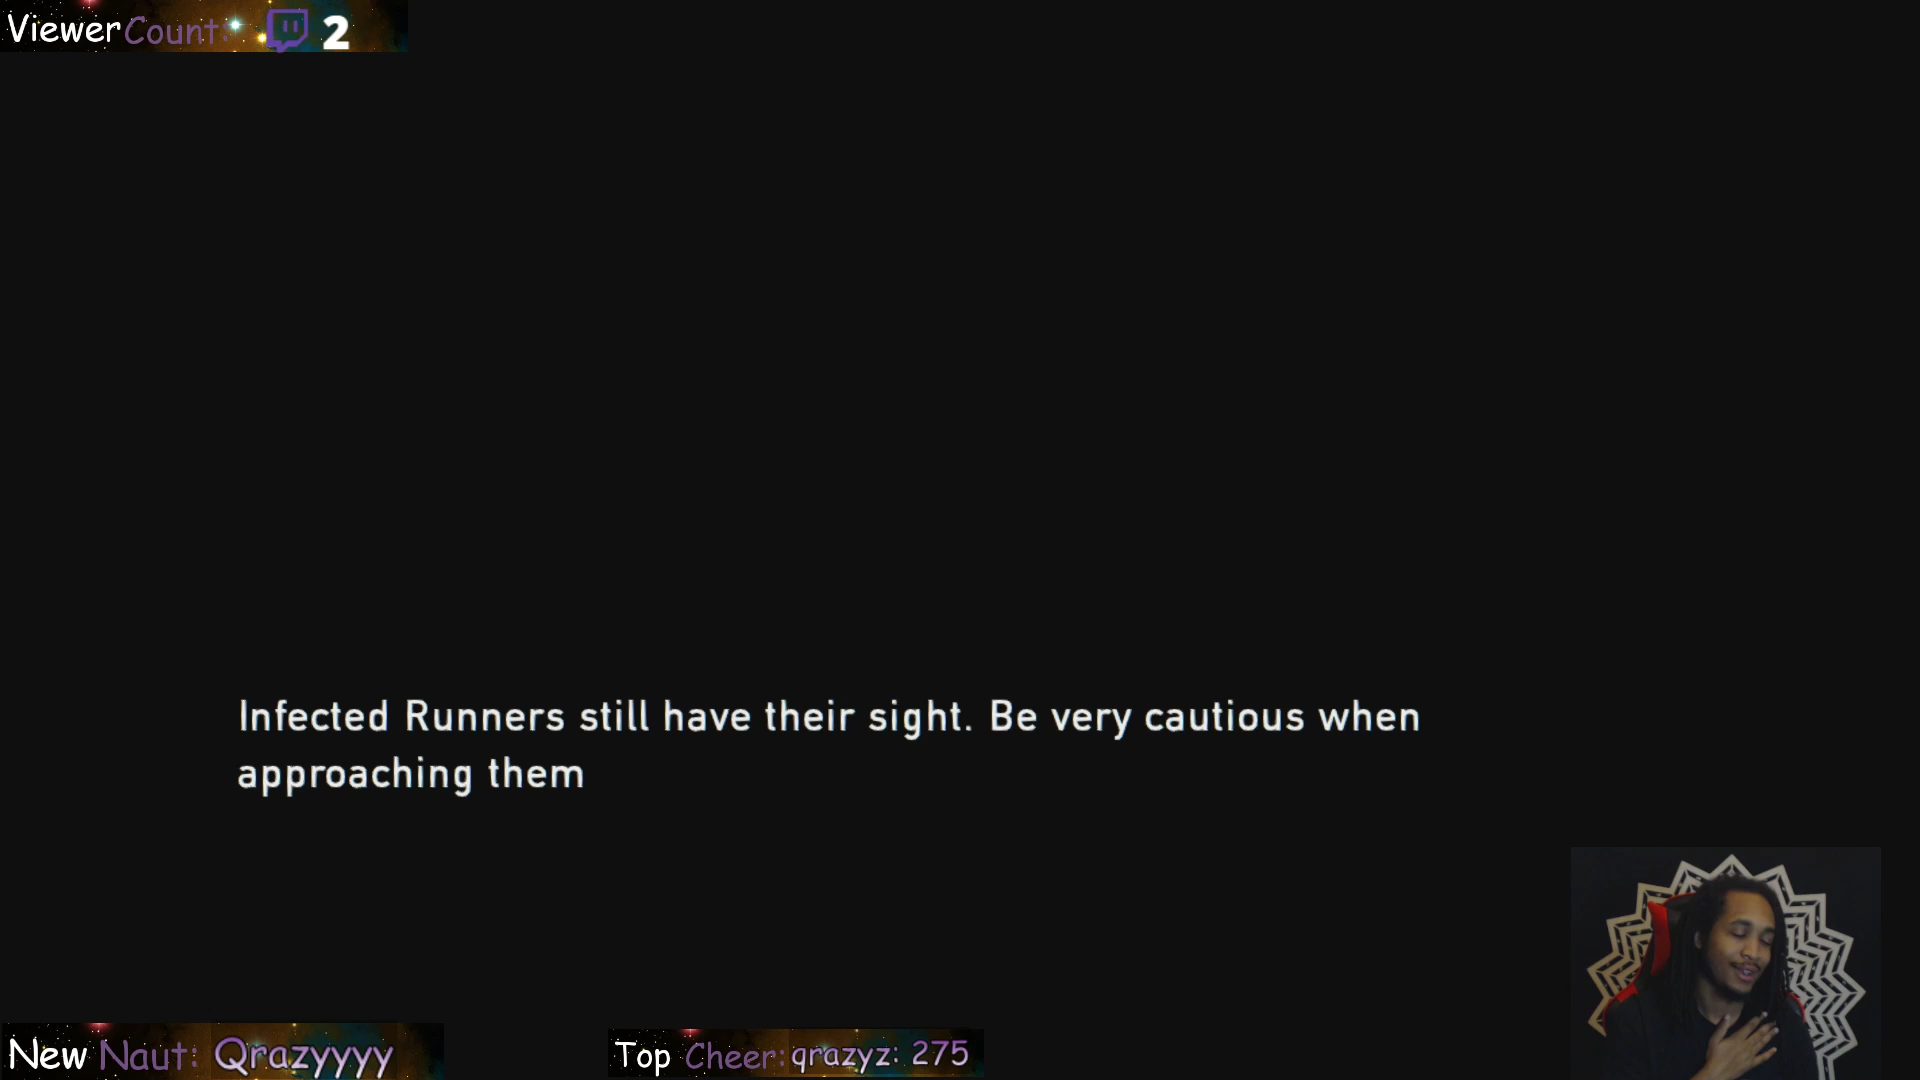 Viewer Count: 2
Infected Runners still have their sight. Be very cautious when
approaching them
New Naut: Qrazyyyy
Top Cheer: qrazyz: 275